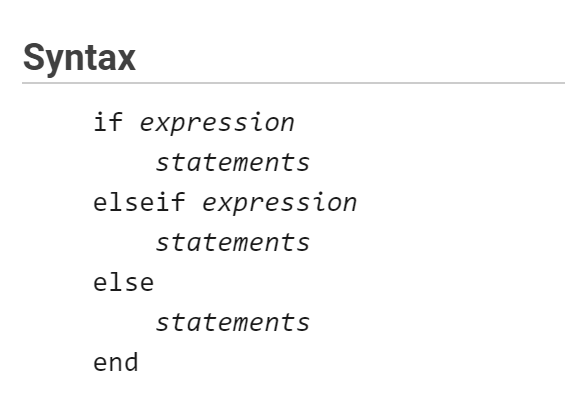 Syntax
if expression
statements
elseif expression
statements
else
statements
end